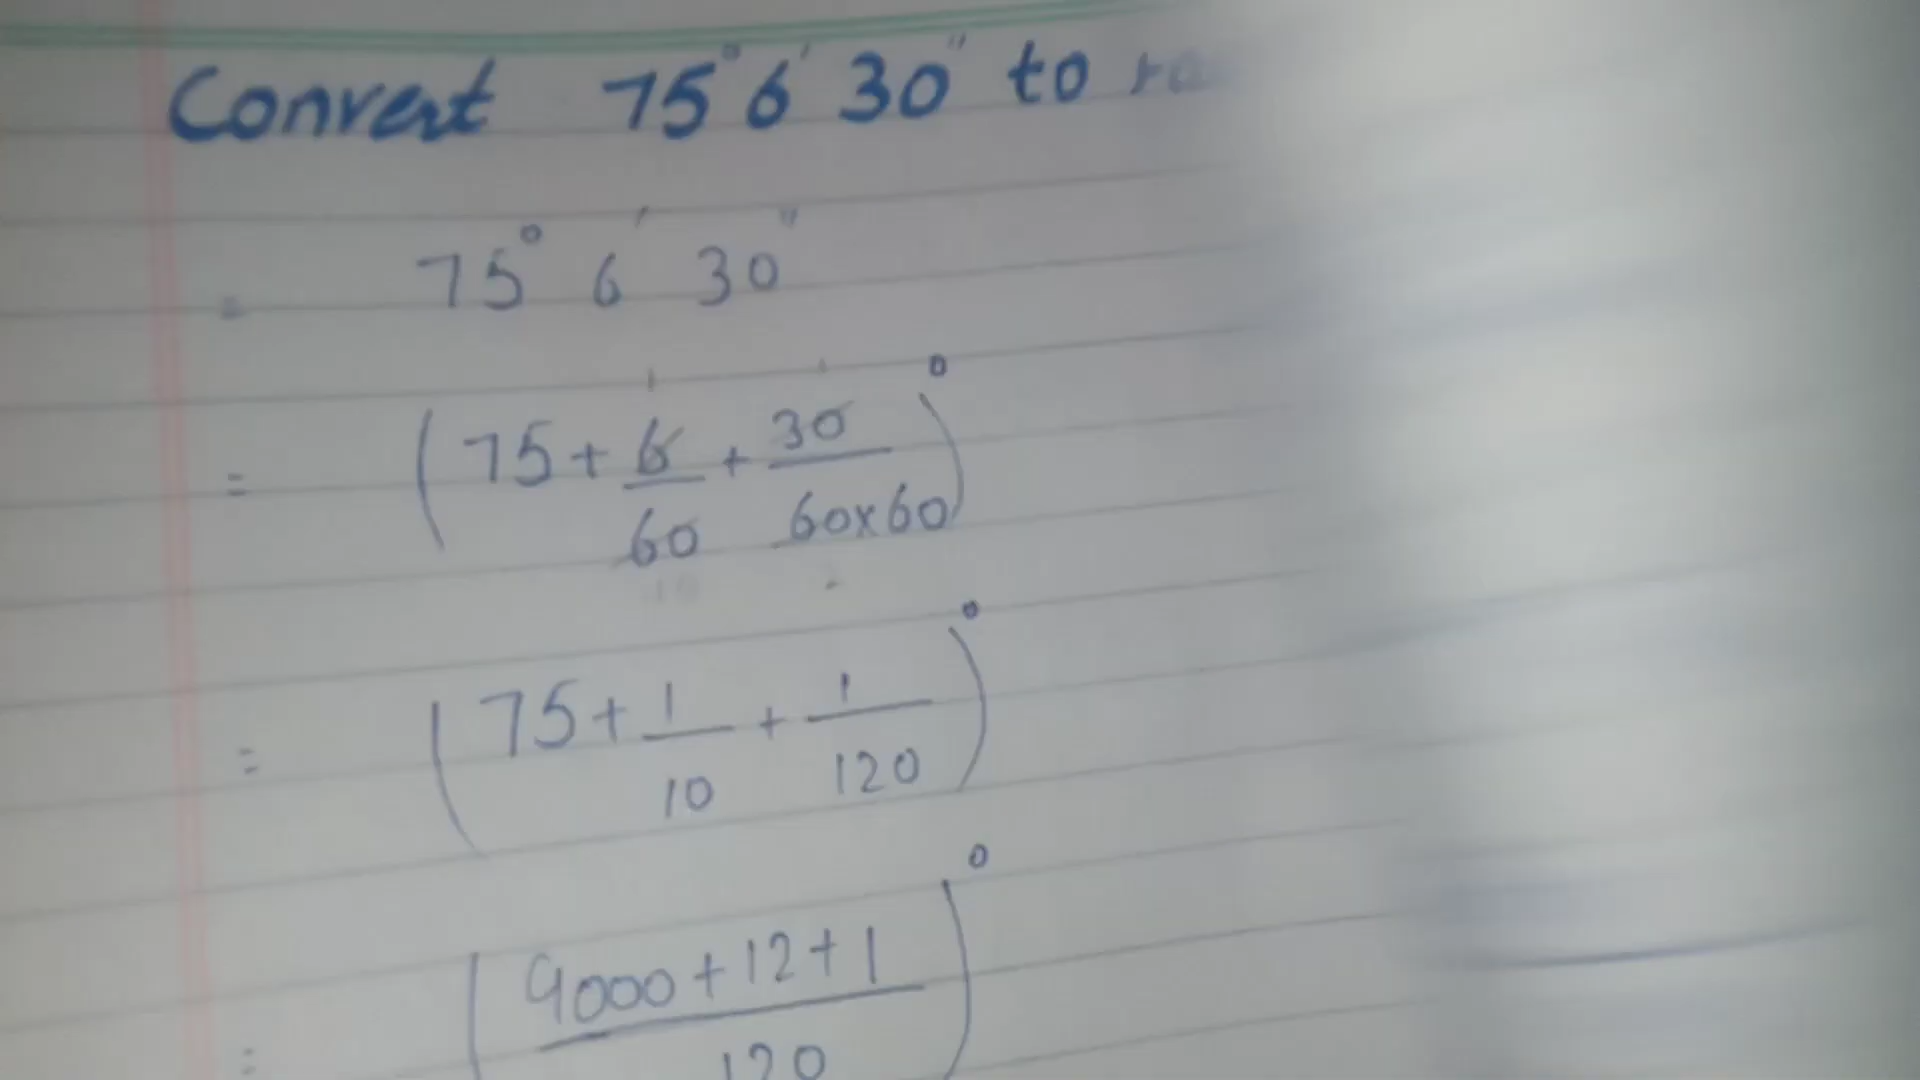 Convert 75° 6' 30" to
= 75° 6' 30"
= (75 + 6/60 + 30/60x60)°
= (75 + 1/10 + 1/120)°
= (9000 + 12 + 1/120)°